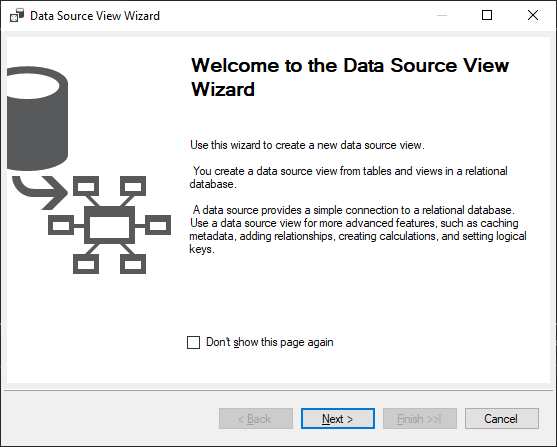 Data Source View Wizard
Welcome to the Data Source View
Wizard
Use this wizard to create a new data source view.
You create a data source view from tables and views in a relational
database.
A data source provides a simple connection to a relational database.
Use a data source view for more advanced features, such as caching
metadata, adding relationships, creating calculations, and setting logical
keys.
Don't show this page again
< Back
Next >
Finish >>|
Cancel